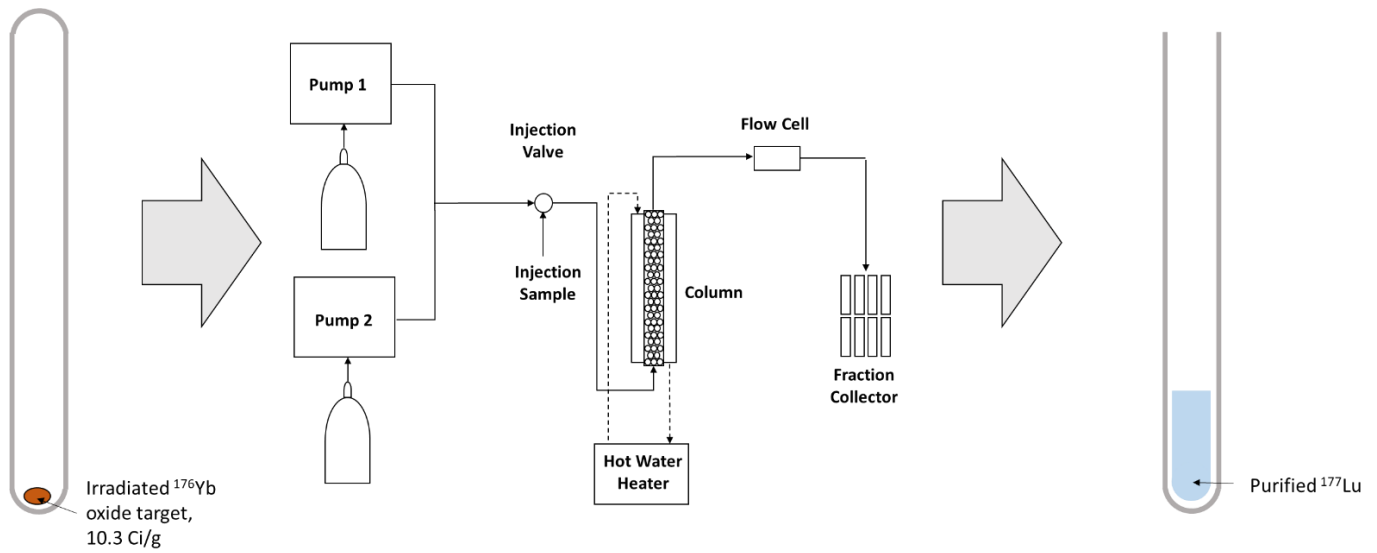 Pump 1
Injection
Valve
Flow Cell
Injection
Sample
Column
Pump 2
Fraction
Collector
Hot Water
Heater
Irradiated ¹⁷⁶Yb
oxide target,
10.3 Ci/g
Purified ¹⁷⁷Lu